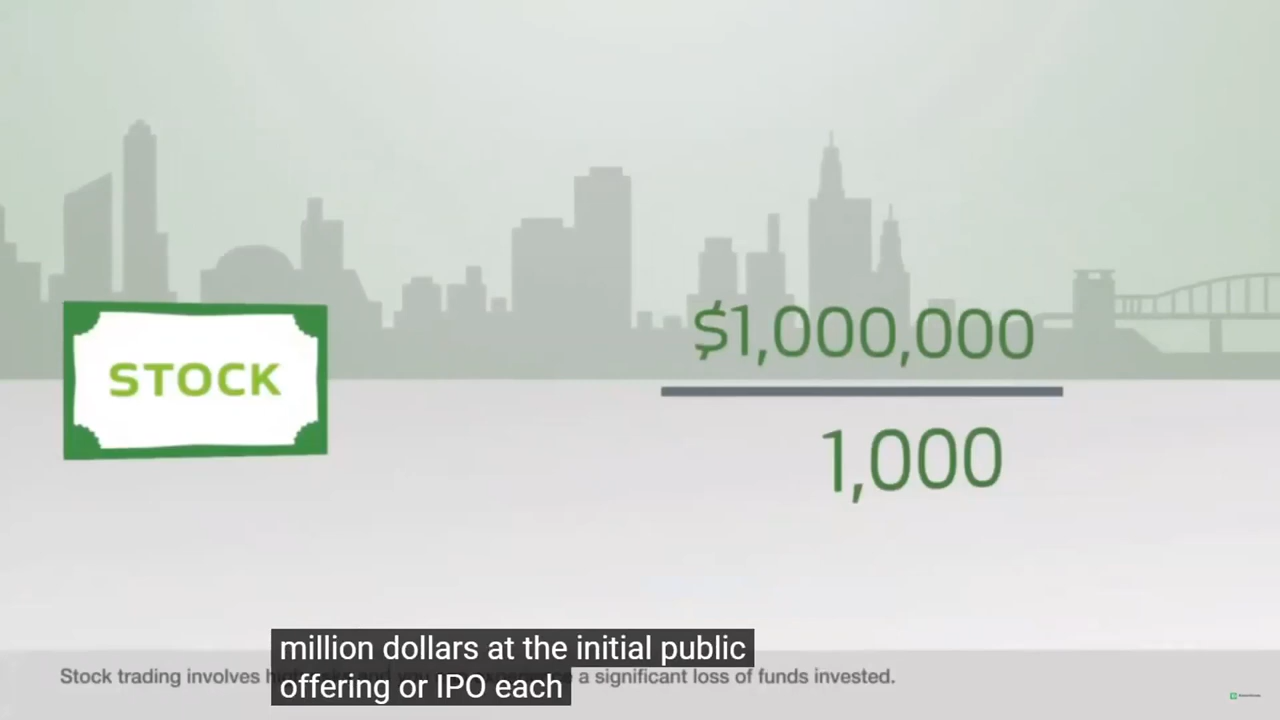 STOCK
$1,000,000
1,000
million dollars at the initial public
offering or IPO each
Stock trading involves a significant loss of funds invested.